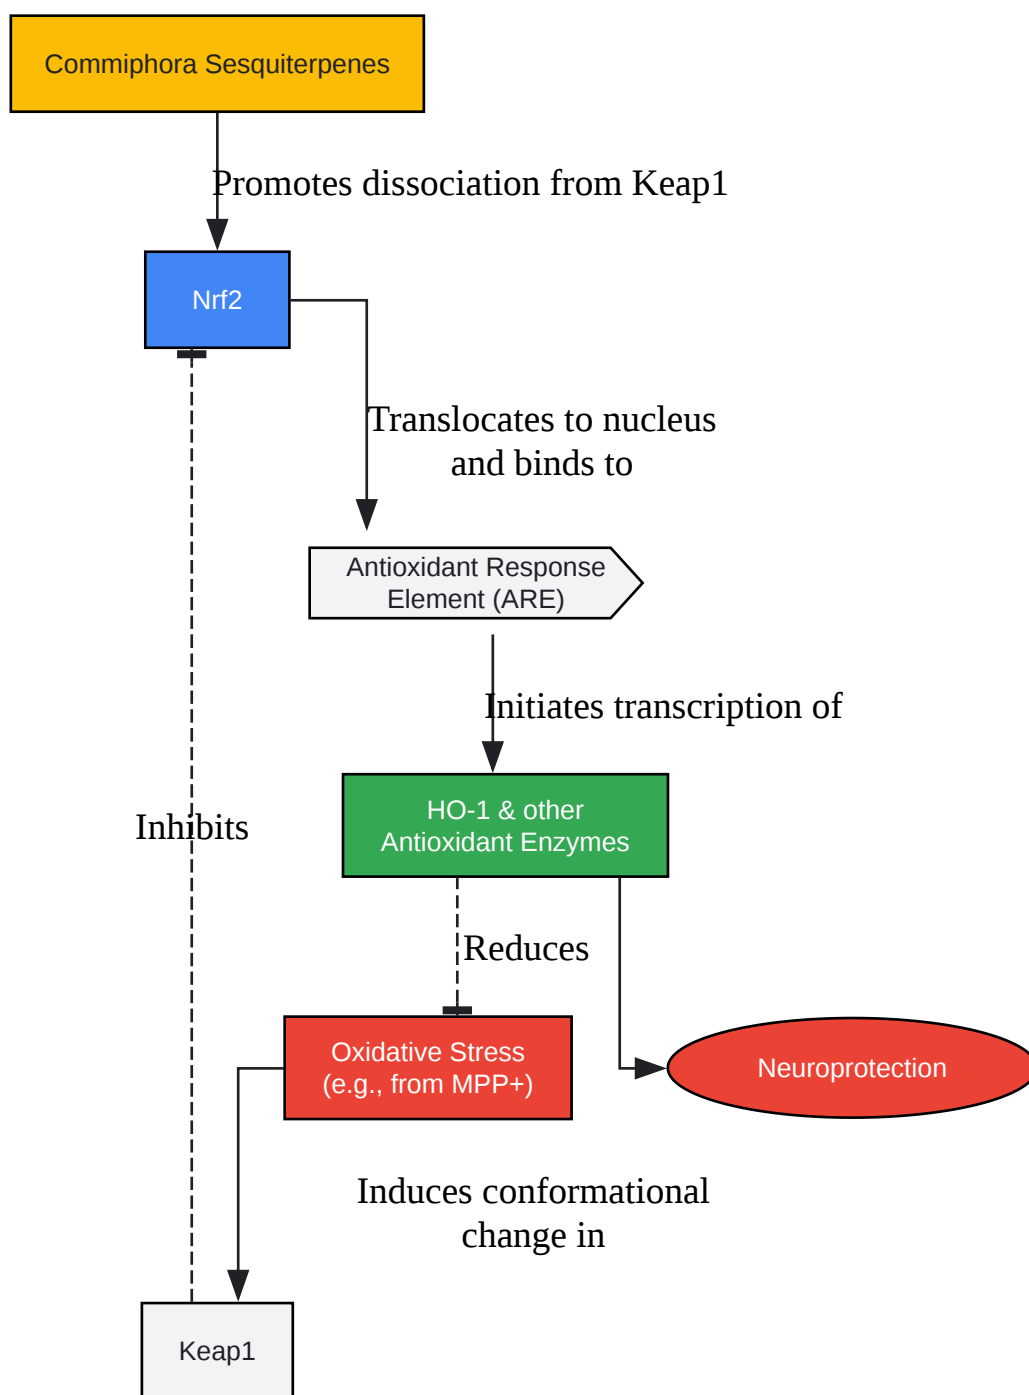 Commiphora Sesquiterpenes
Promotes dissociation from Keap1
Nrf2
Translocates to nucleus
and binds to
Antioxidant Response
Element (ARE)
Initiates transcription of
HO-1 & other
Antioxidant Enzymes
Inhibits
Reduces
Oxidative Stress
(e.g., from MPP+)
Neuroprotection
Induces conformational
change in
Keap1